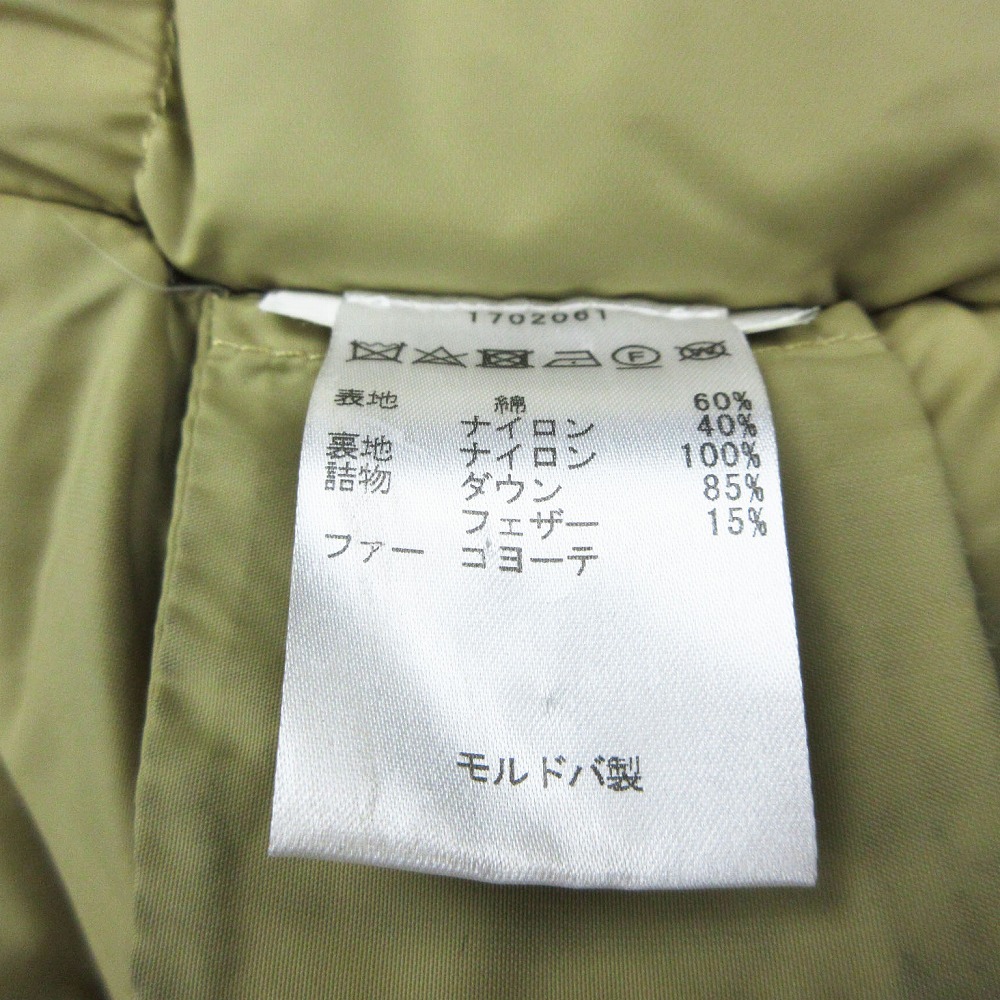 1702061
F W
表地 綿 60%
ナイロン 40%
裏地 ナイロン 100%
詰物 ダウン 85%
フェザー 15%
ファー コヨーテ
モルドバ製